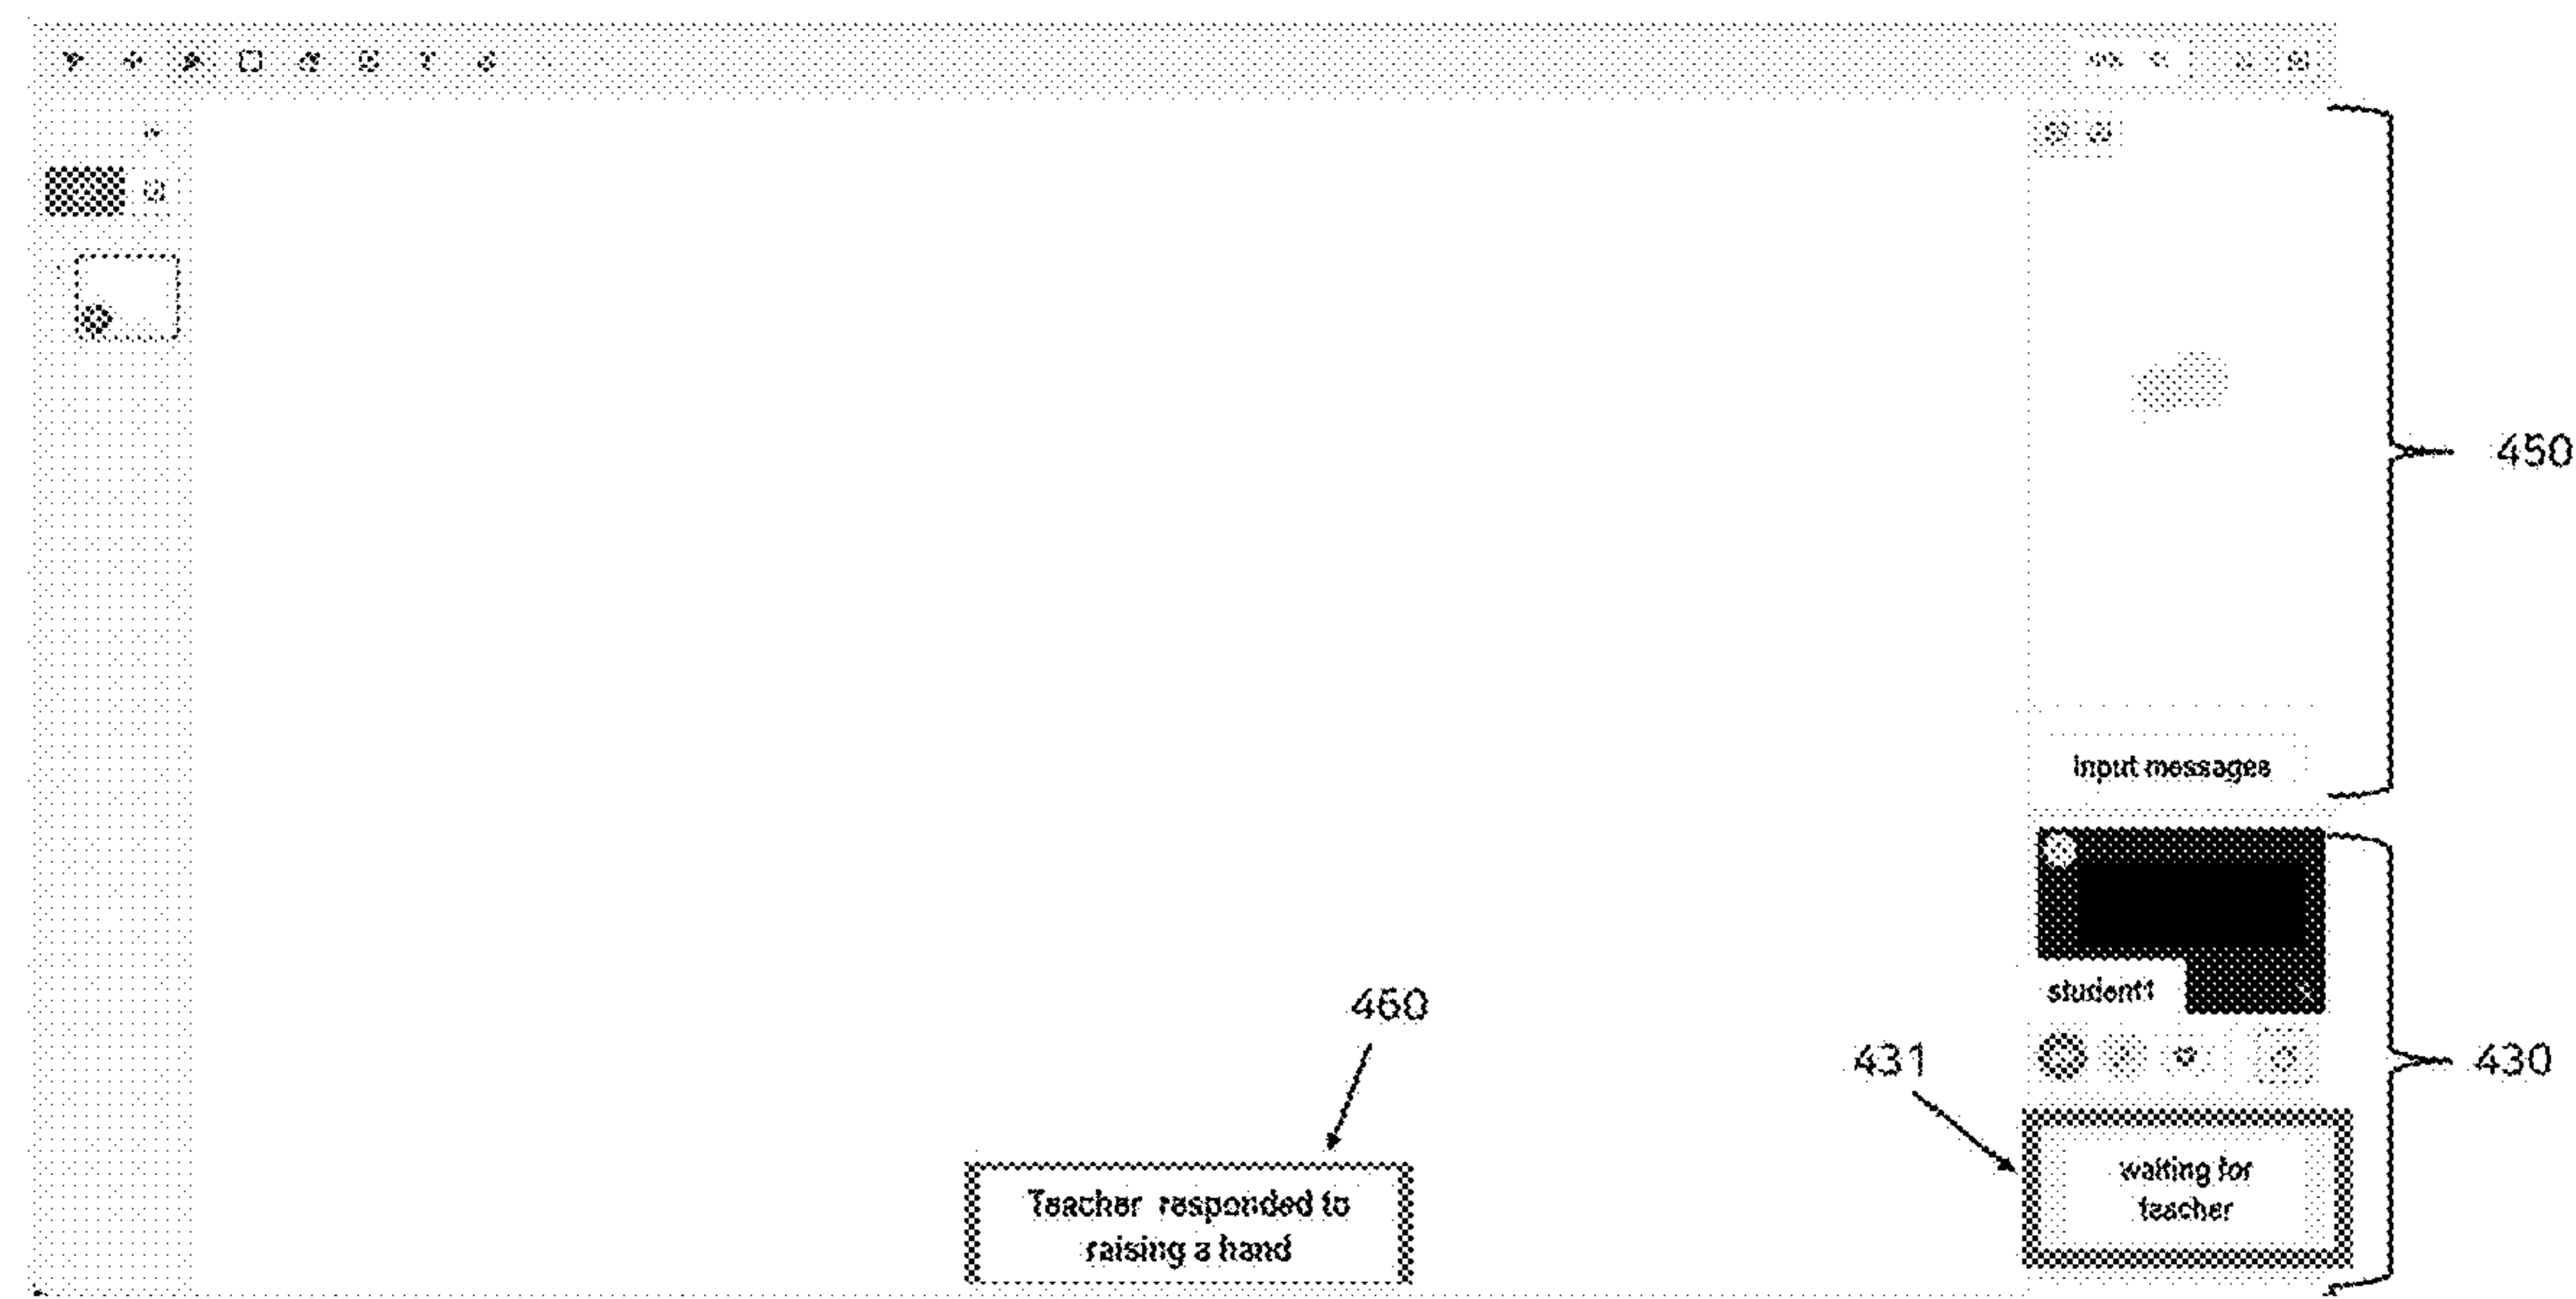 450
Input messages
student1
460
431
430
Teacher responded to
raising a hand
waiting for
teacher